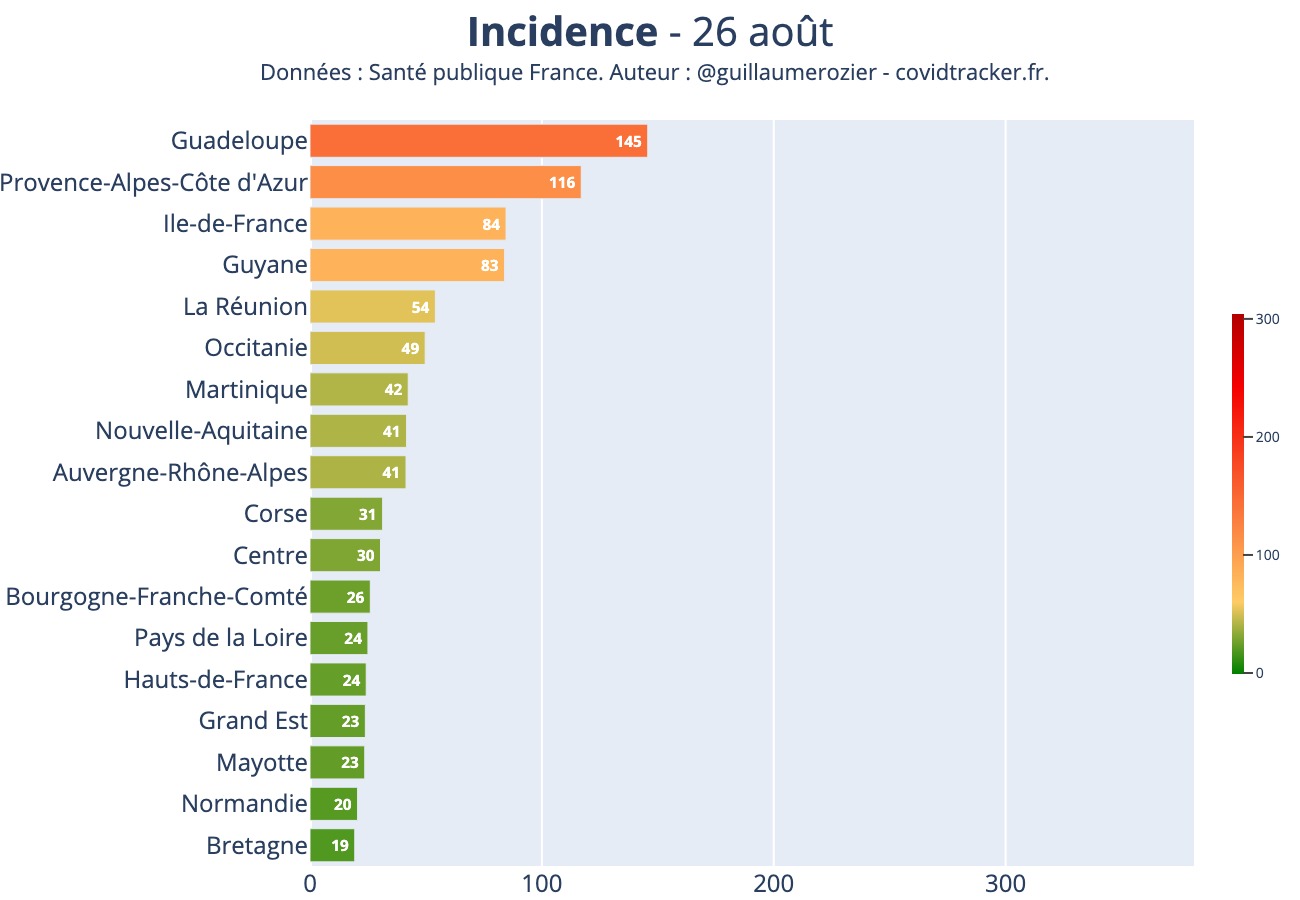 Incidence - 26 août
Données : Santé publique France. Auteur : @guillaumerozier - covidtracker.fr.
Guadeloupe 145
Provence-Alpes-Côte d'Azur 116
Ile-de-France 84
Guyane 83
La Réunion 54
Occitanie 49
Martinique 42
Nouvelle-Aquitaine 41
Auvergne-Rhône-Alpes 41
Corse 31
Centre 30
Bourgogne-Franche-Comté 26
Pays de la Loire 24
Hauts-de-France 24
Grand Est 23
Mayotte 23
Normandie 20
Bretagne 19
0 100 200 300
300
200
100
0